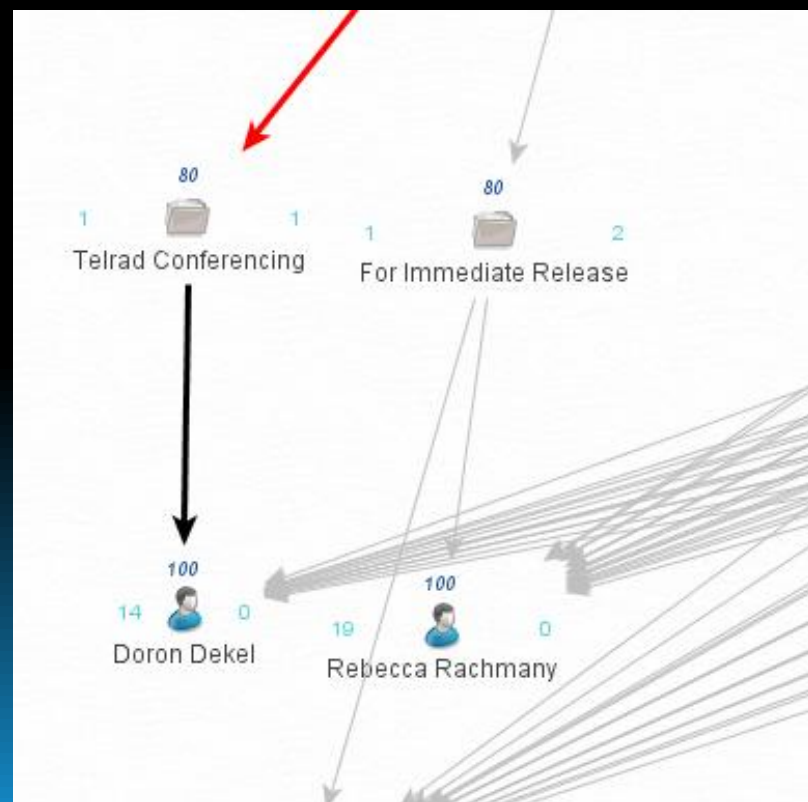 80
1 1
Telrad Conferencing
80
1 2
For Immediate Release
100
14 0
Doron Dekel
100
19 0
Rebecca Rachmany